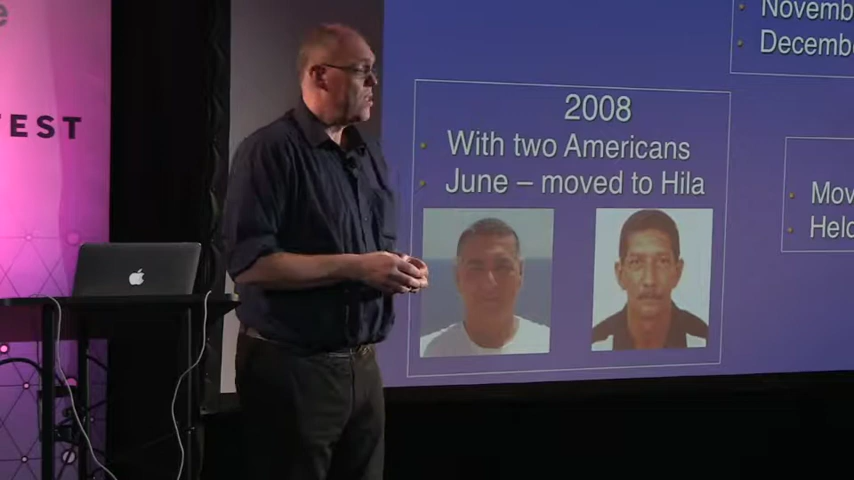 EST
2008
With two Americans
June – moved to Hila
Novemb
Decemb
Mov
Held